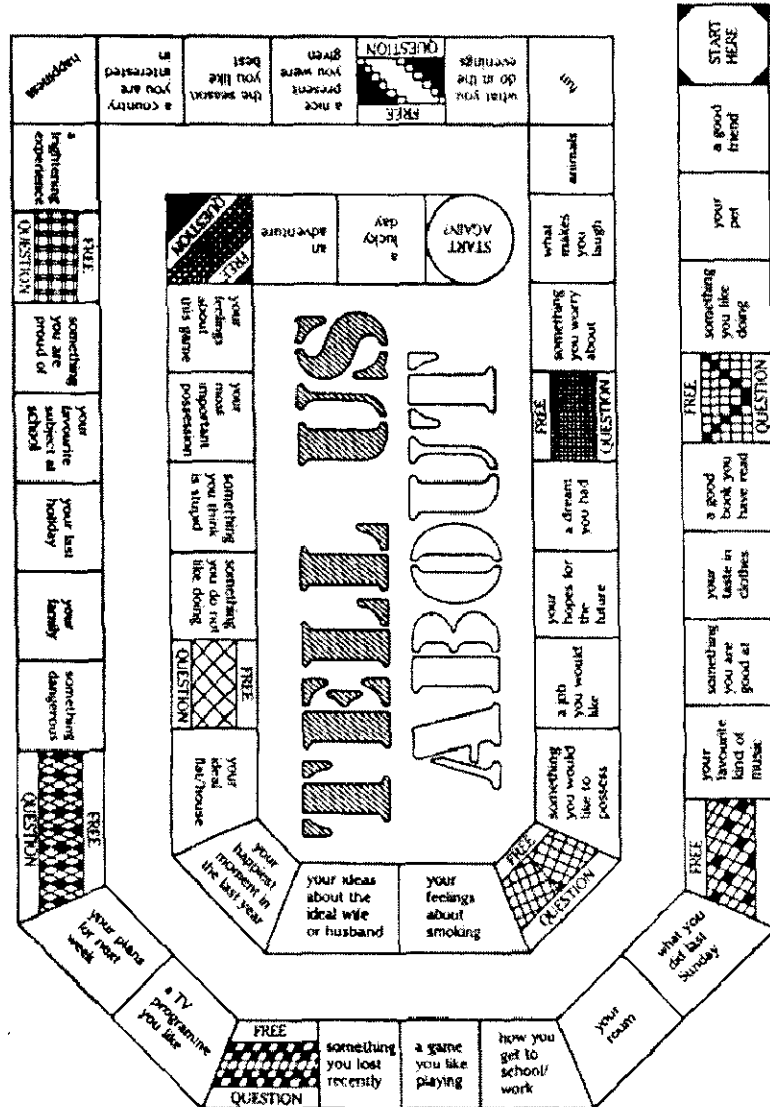 START
HERE
a good
friend
your
pet
something
you like
doing
FREE
QUESTION
a good
book you
have read
your
taste in
clothes
something
you are
good at
your
favourite
kind of
music
FREE
QUESTION
what you
did last
Sunday
your
room
how you
get to
school/
work
a game
you like
playing
something
you lost
recently
FREE
QUESTION
a TV
programme
you like
your plans
for next
week
FREE
QUESTION
something
dangerous
your
family
your last
holiday
your
favourite
subject at
school
something
you are
proud of
FREE
QUESTION
a
frightening
experience
happiness
a country
you are
interested
in
the season
you like
best
a nice
present
you were
given
FREE
QUESTION
what you
do in the
evenings
fun
animals
what
makes
you
laugh
something
you worry
about
FREE
QUESTION
a dream
you had
your
hopes for
the
future
a job
you would
like
something
you would
like to
possess
FREE
QUESTION
your
feelings
about
smoking
your ideas
about the
ideal wife
or husband
your
happiest
moment in
the last year
your
ideal
flat/house
FREE
QUESTION
something
you do not
like doing
something
you think
is stupid
your
most
important
possession
your
feelings
about
this game
FREE
QUESTION
an
adventure
a
lucky
day
START
AGAIN?
TELL US
ABOUT